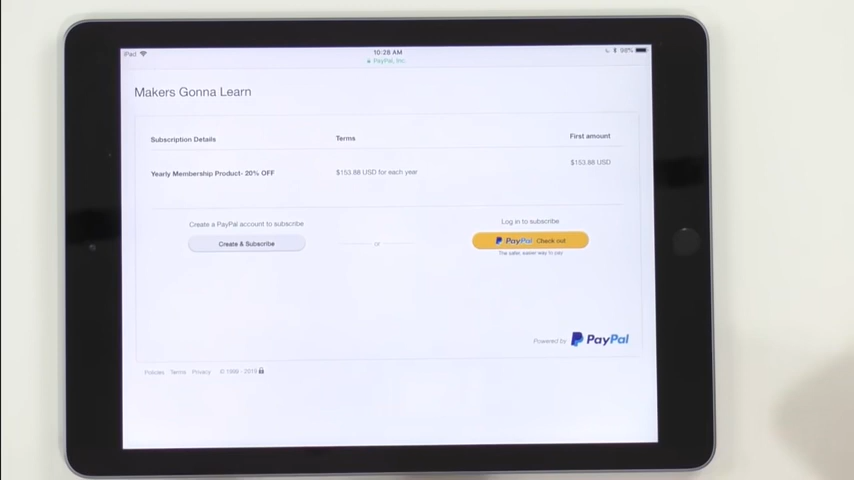 iPad
10:28 AM
98%
PayPal, Inc.
Makers Gonna Learn
Subscription Details Terms First amount
Yearly Membership Product- 20% OFF $153.88 USD for each year $153.88 USD
Create a PayPal account to subscribe Log in to subscribe
Create & Subscribe or PayPal Check out
The safer, easier way to pay
Powered by PayPal
Policies Terms Privacy © 1999 - 2019